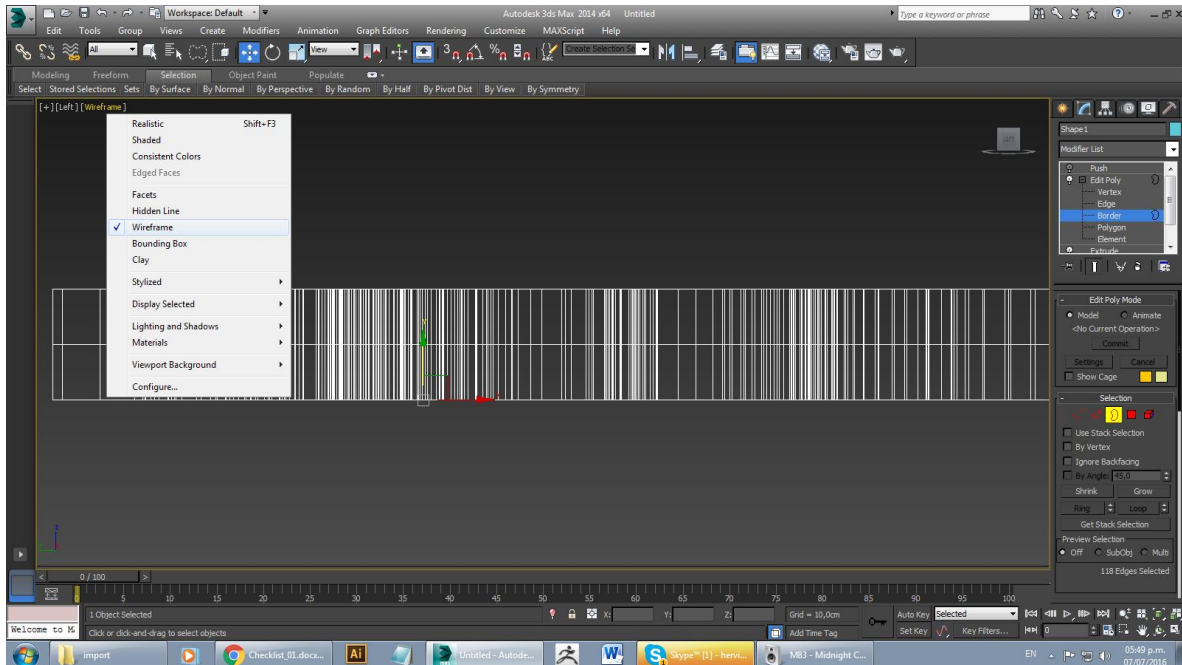 Workspace: Default
Autodesk 3ds Max 2014 x64 Untitled
Type a keyword or phrase
Edit Tools Group Views Create Modifiers Animation Graph Editors Rendering Customize MAXScript Help
All View Create Selection Se
Modeling Freeform Selection Object Paint Populate
Select Stored Selections Sets By Surface By Normal By Perspective By Random By Half By Pivot Dist By View By Symmetry
[+] [Left] [Wireframe]
Realistic Shift+F3
Shaded
Consistent Colors
Edged Faces
Facets
Hidden Line
Wireframe
Bounding Box
Clay
Stylized
Display Selected
Lighting and Shadows
Materials
Viewport Background
Configure...
Shape1
Modifier List
Push
Edit Poly
Vertex
Edge
Border
Polygon
Element
Extrude
- Edit Poly Mode
Model Animate
<No Current Operation>
Commit
Settings Cancel
Show Cage
- Selection
Use Stack Selection
By Vertex
Ignore Backfacing
By Angle: 45,0
Shrink Grow
Ring Loop
Get Stack Selection
Preview Selection
Off SubObj Multi
118 Edges Selected
< 0 / 100 >
0 5 10 15 20 25 30 35 40 45 50 55 60 65 70 75 80 85 90 95 100
1 Object Selected X: Y: Z: Grid = 10,0cm Auto Key Selected
Welcome to M Click or click-and-drag to select objects Add Time Tag Set Key Key Filters... 0
import Checklist_01.docx... Ai Untitled - Autode... Skype™ [1] - hervi... M83 - Midnight C... EN 05:49 p.m.
07/07/2016